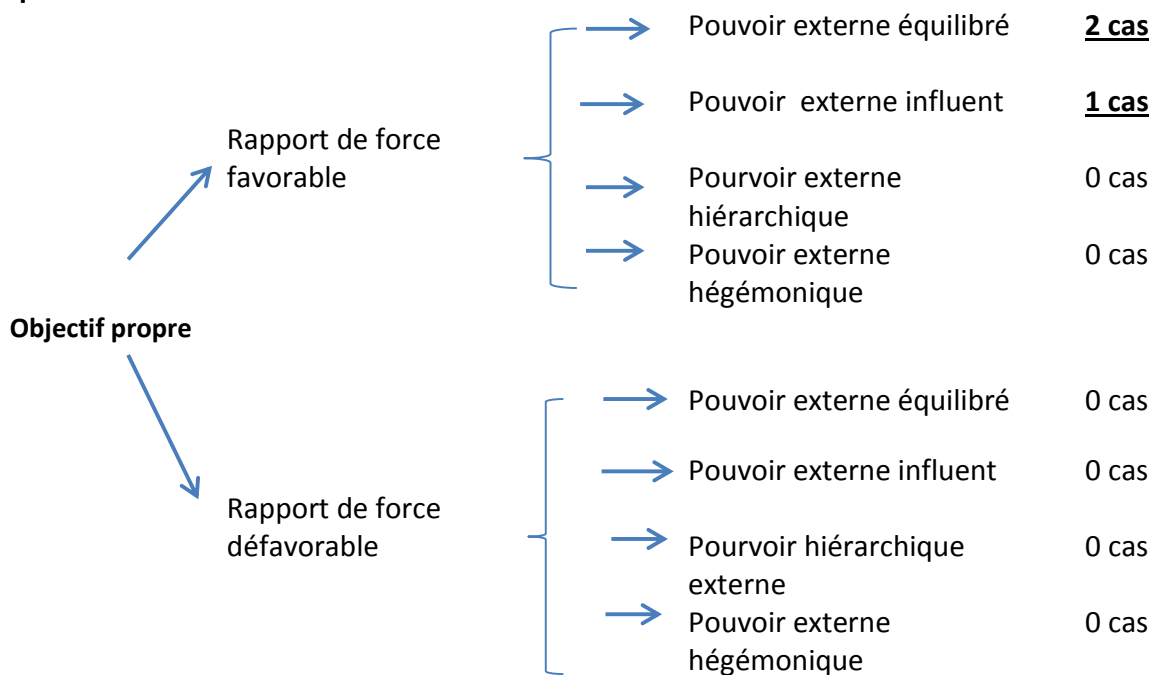 Pouvoir externe équilibré 2 cas
Pouvoir externe influent 1 cas
Rapport de force
favorable
Pourvoir externe 0 cas
hiérarchique
Pouvoir externe 0 cas
hégémonique
Objectif propre
Pouvoir externe équilibré 0 cas
Pouvoir externe influent 0 cas
Rapport de force
défavorable
Pourvoir hiérarchique 0 cas
externe
Pouvoir externe 0 cas
hégémonique